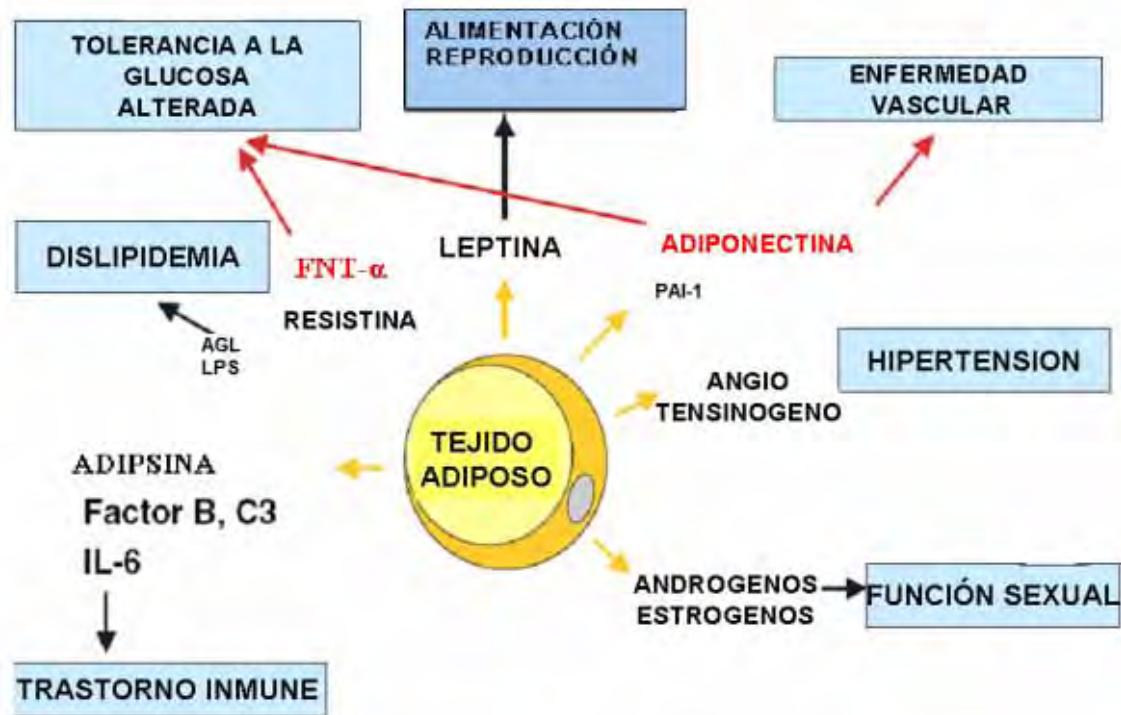 TOLERANCIA A LA
GLUCOSA
ALTERADA
ALIMENTACIÓN
REPRODUCCIÓN
ENFERMEDAD
VASCULAR
DISLIPIDEMIA
FNT-α
RESISTINA
LEPTINA
ADIPONECTINA
PAI-1
AGL
LPS
HIPERTENSION
ANGIO
TENSINOGENO
TEJIDO
ADIPOSO
ADIPSINA
Factor B, C3
IL-6
ANDROGENOS
ESTROGENOS
FUNCIÓN SEXUAL
TRASTORNO INMUNE